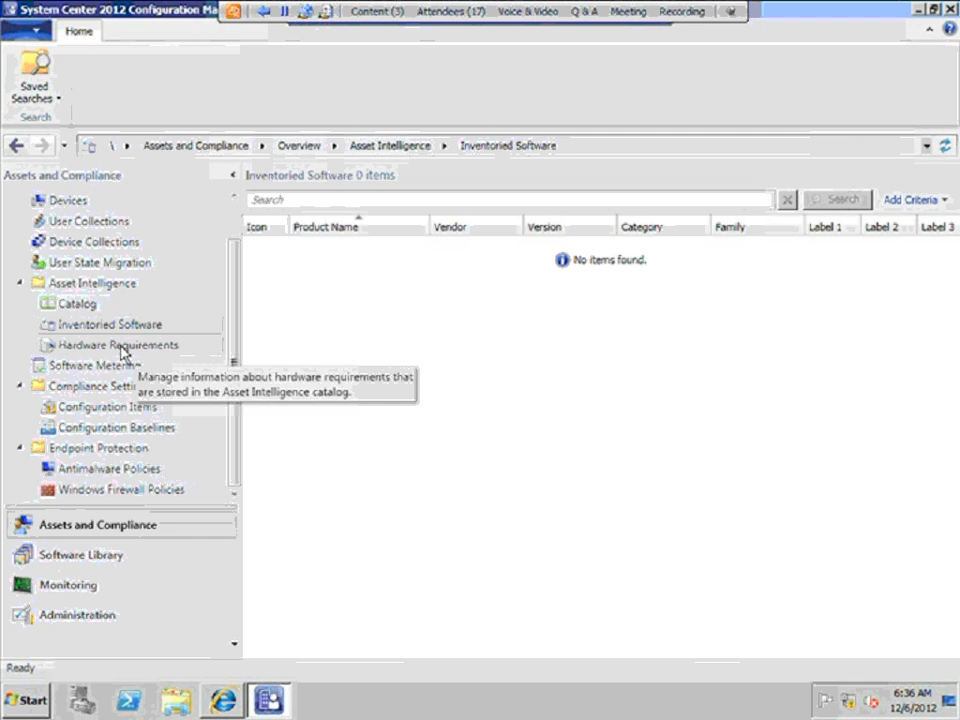 System Center 2012 Configuration Ma
Content (3) Attendees (17) Voice & Video Q & A Meeting Recording
Home
Saved
Searches
Search
\ Assets and Compliance Overview Asset Intelligence Inventoried Software
Assets and Compliance
Inventoried Software 0 items
Search
Search
Add Criteria
Icon Product Name Vendor Version Category Family Label 1 Label 2 Label 3
No items found.
Devices
User Collections
Device Collections
User State Migration
Asset Intelligence
Catalog
Inventoried Software
Hardware Requirements
Software Metering
Manage information about hardware requirements that
are stored in the Asset Intelligence catalog.
Compliance Setti
Configuration Items
Configuration Baselines
Endpoint Protection
Antimalware Policies
Windows Firewall Policies
Assets and Compliance
Software Library
Monitoring
Administration
Ready
Start
6:36 AM
12/6/2012